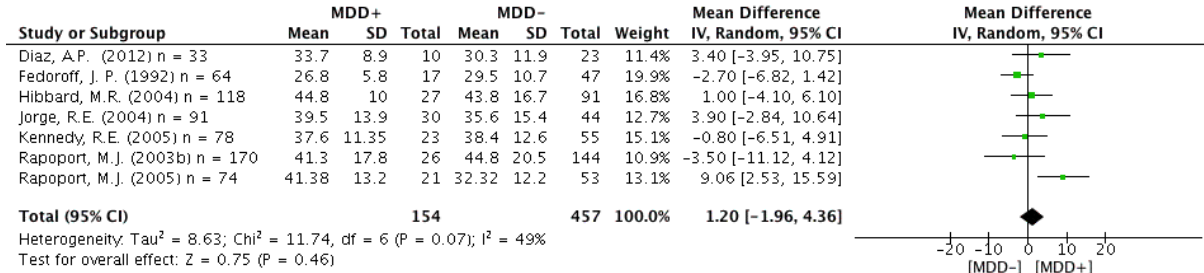 MDD+ MDD- Mean Difference Mean Difference
Study or Subgroup Mean SD Total Mean SD Total Weight IV, Random, 95% CI IV, Random, 95% CI
Diaz, A.P. (2012) n = 33 33.7 8.9 10 30.3 11.9 23 11.4% 3.40 [-3.95, 10.75]
Fedoroff, J. P. (1992) n = 64 26.8 5.8 17 29.5 10.7 47 19.9% -2.70 [-6.82, 1.42]
Hibbard, M.R. (2004) n = 118 44.8 10 27 43.8 16.7 91 16.8% 1.00 [-4.10, 6.10]
Jorge, R.E. (2004) n = 91 39.5 13.9 30 35.6 15.4 44 12.7% 3.90 [-2.84, 10.64]
Kennedy, R.E. (2005) n = 78 37.6 11.35 23 38.4 12.6 55 15.1% -0.80 [-6.51, 4.91]
Rapoport, M.J. (2003b) n = 170 41.3 17.8 26 44.8 20.5 144 10.9% -3.50 [-11.12, 4.12]
Rapoport, M.J. (2005) n = 74 41.38 13.2 21 32.32 12.2 53 13.1% 9.06 [2.53, 15.59]
Total (95% CI) 154 457 100.0% 1.20 [-1.96, 4.36]
Heterogeneity: Tau² = 8.63; Chi² = 11.74, df = 6 (P = 0.07); I² = 49%
Test for overall effect: Z = 0.75 (P = 0.46)
-20 -10 0 10 20
[MDD-] [MDD+]